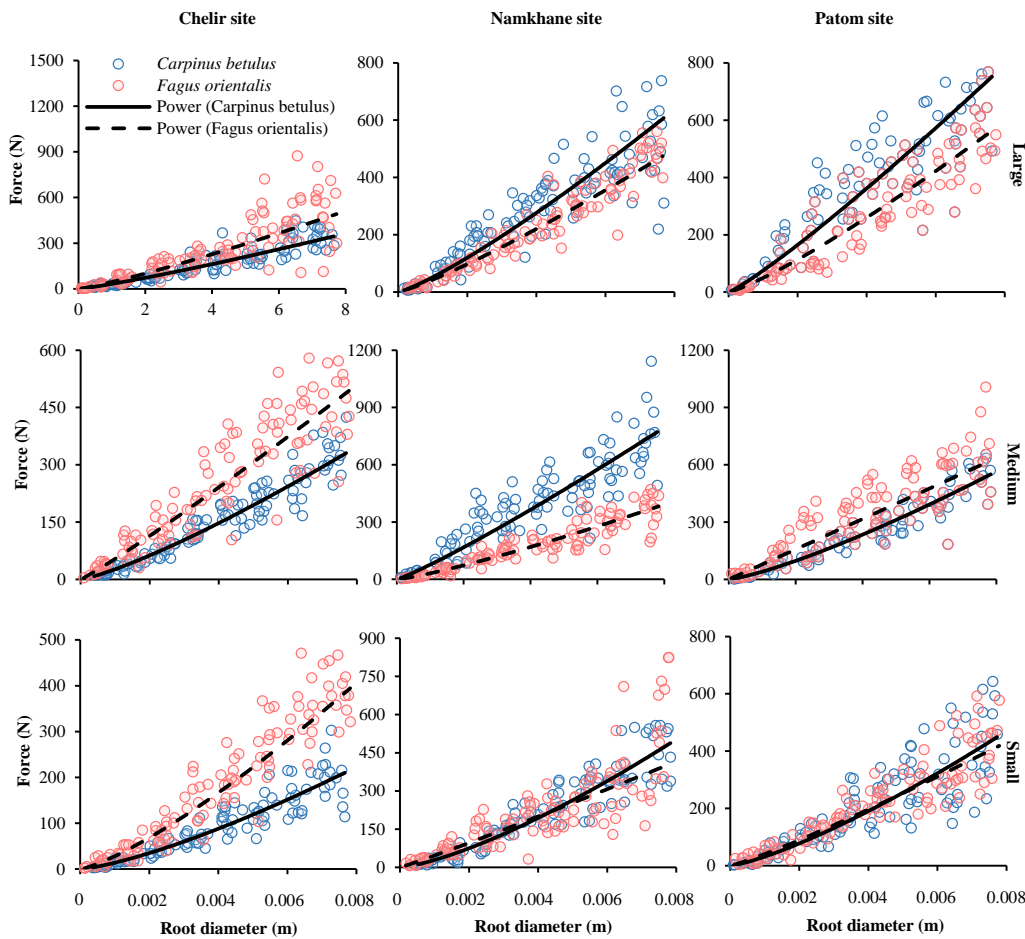 Chelir site Namkhane site Patom site
Carpinus betulus
Fagus orientalis
Power (Carpinus betulus)
Power (Fagus orientalis)
Force (N)
1500
1200
900
600
300
0
0 2 4 6 8
800
600
400
200
0
800
600
400
200
0
Large
Force (N)
600
450
300
150
0
1200
900
600
300
0
1200
900
600
300
0
Medium
Force (N)
500
400
300
200
100
0
0 0.002 0.004 0.006 0.008
Root diameter (m)
900
750
600
450
300
150
0
0 0.002 0.004 0.006 0.008
Root diameter (m)
800
600
400
200
0
0 0.002 0.004 0.006 0.008
Root diameter (m)
Small